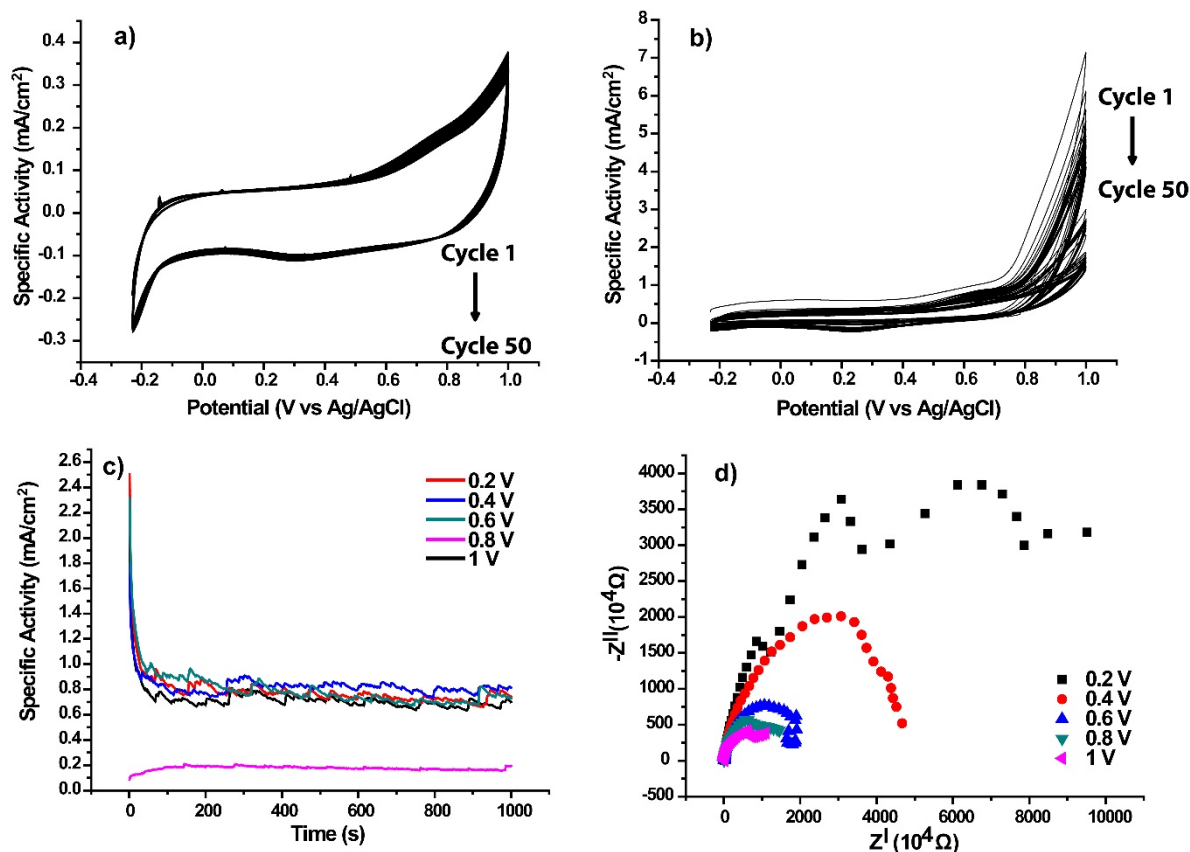 a)
Specific Activity (mA/cm²)
0.4
0.3
0.2
0.1
0.0
-0.1
-0.2
-0.3
Cycle 1
Cycle 50
-0.4 -0.2 0.0 0.2 0.4 0.6 0.8 1.0
Potential (V vs Ag/AgCl)
b)
Specific Activity (mA/cm²)
8
7
6
5
4
3
2
1
0
-1
Cycle 1
Cycle 50
-0.4 -0.2 0.0 0.2 0.4 0.6 0.8 1.0
Potential (V vs Ag/AgCl)
c)
Specific Activity (mA/cm²)
2.6
2.4
2.2
2.0
1.8
1.6
1.4
1.2
1.0
0.8
0.6
0.4
0.2
0.0
0.2 V
0.4 V
0.6 V
0.8 V
1 V
0 200 400 600 800 1000
Time (s)
d)
-Zᴵᴵ (10⁴Ω)
4000
3500
3000
2500
2000
1500
1000
500
0
-500
0.2 V
0.4 V
0.6 V
0.8 V
1 V
0 2000 4000 6000 8000 10000
Zᴵ (10⁴Ω)